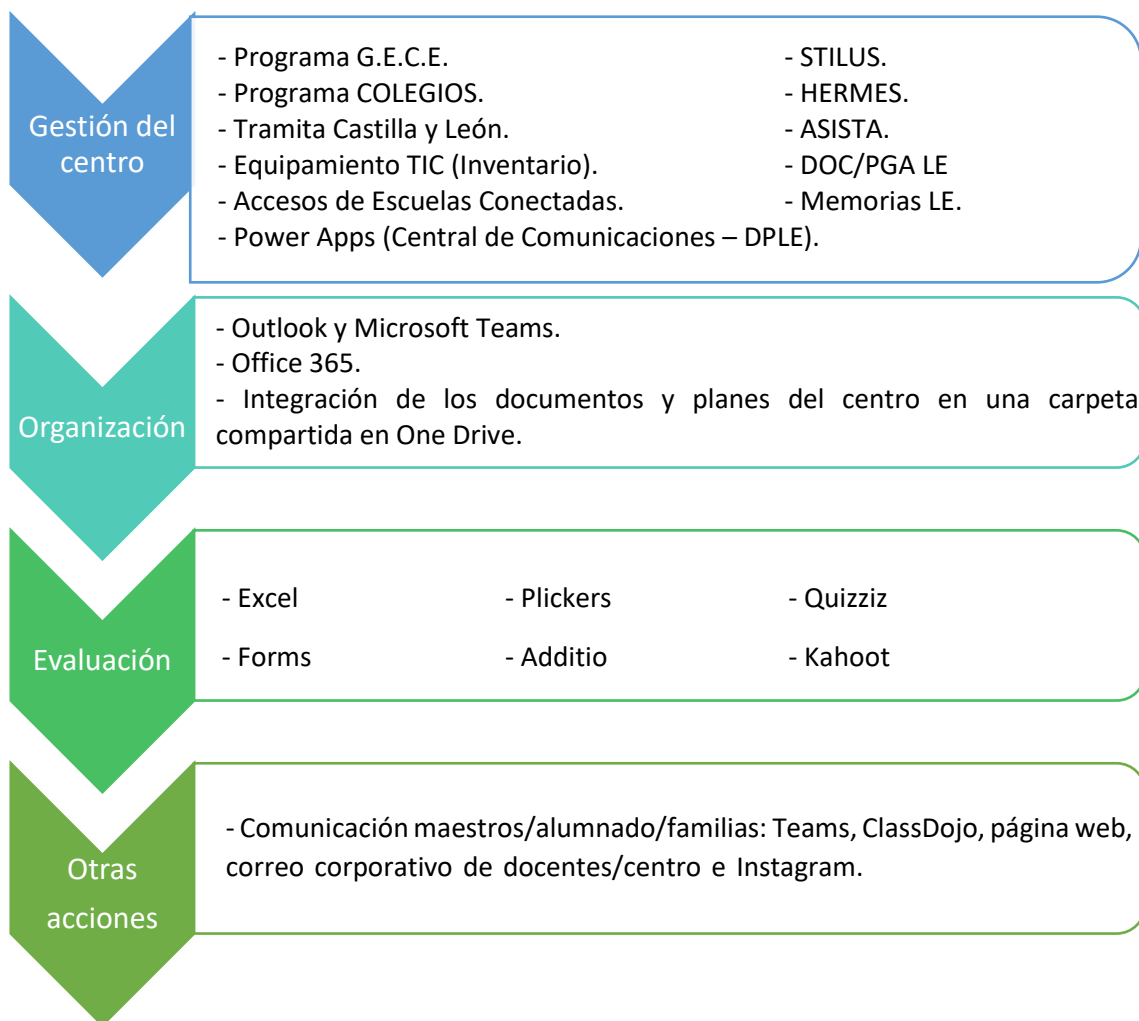 Gestión del
centro
- Programa G.E.C.E.
- Programa COLEGIOS.
- Tramita Castilla y León.
- Equipamiento TIC (Inventario).
- Accesos de Escuelas Conectadas.
- Power Apps (Central de Comunicaciones – DPLE).
- STILUS.
- HERMES.
- ASISTA.
- DOC/PGA LE
- Memorias LE.
Organización
- Outlook y Microsoft Teams.
- Office 365.
- Integración de los documentos y planes del centro en una carpeta
compartida en One Drive.
Evaluación
- Excel
- Plickers
- Quizziz
- Forms
- Additio
- Kahoot
Otras
acciones
- Comunicación maestros/alumnado/familias: Teams, ClassDojo, página web,
correo corporativo de docentes/centro e Instagram.